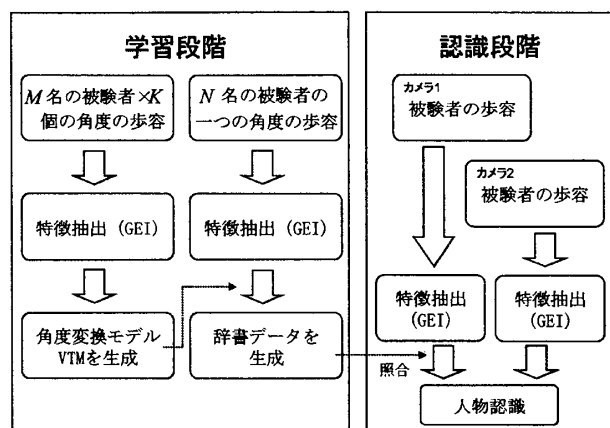 学習段階
M名の被験者×K
個の角度の歩容
N 名の被験者の
一つの角度の歩容
特徴抽出（GEI）
特徴抽出（GEI）
角度変換モデル
VTMを生成
辞書データを
生成
認識段階
カメラ1
被験者の歩容
カメラ2
被験者の歩容
特徴抽出
(GEI)
特徴抽出
(GEI)
照合
人物認識